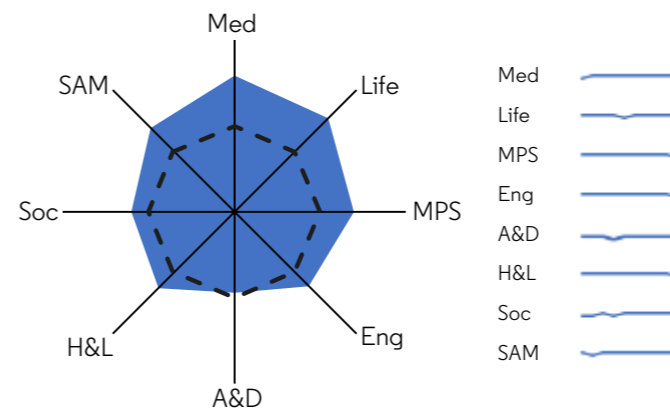 Med
SAM
Life
Soc
MPS
H&L
Eng
A&D
Med
Life
MPS
Eng
A&D
H&L
Soc
SAM